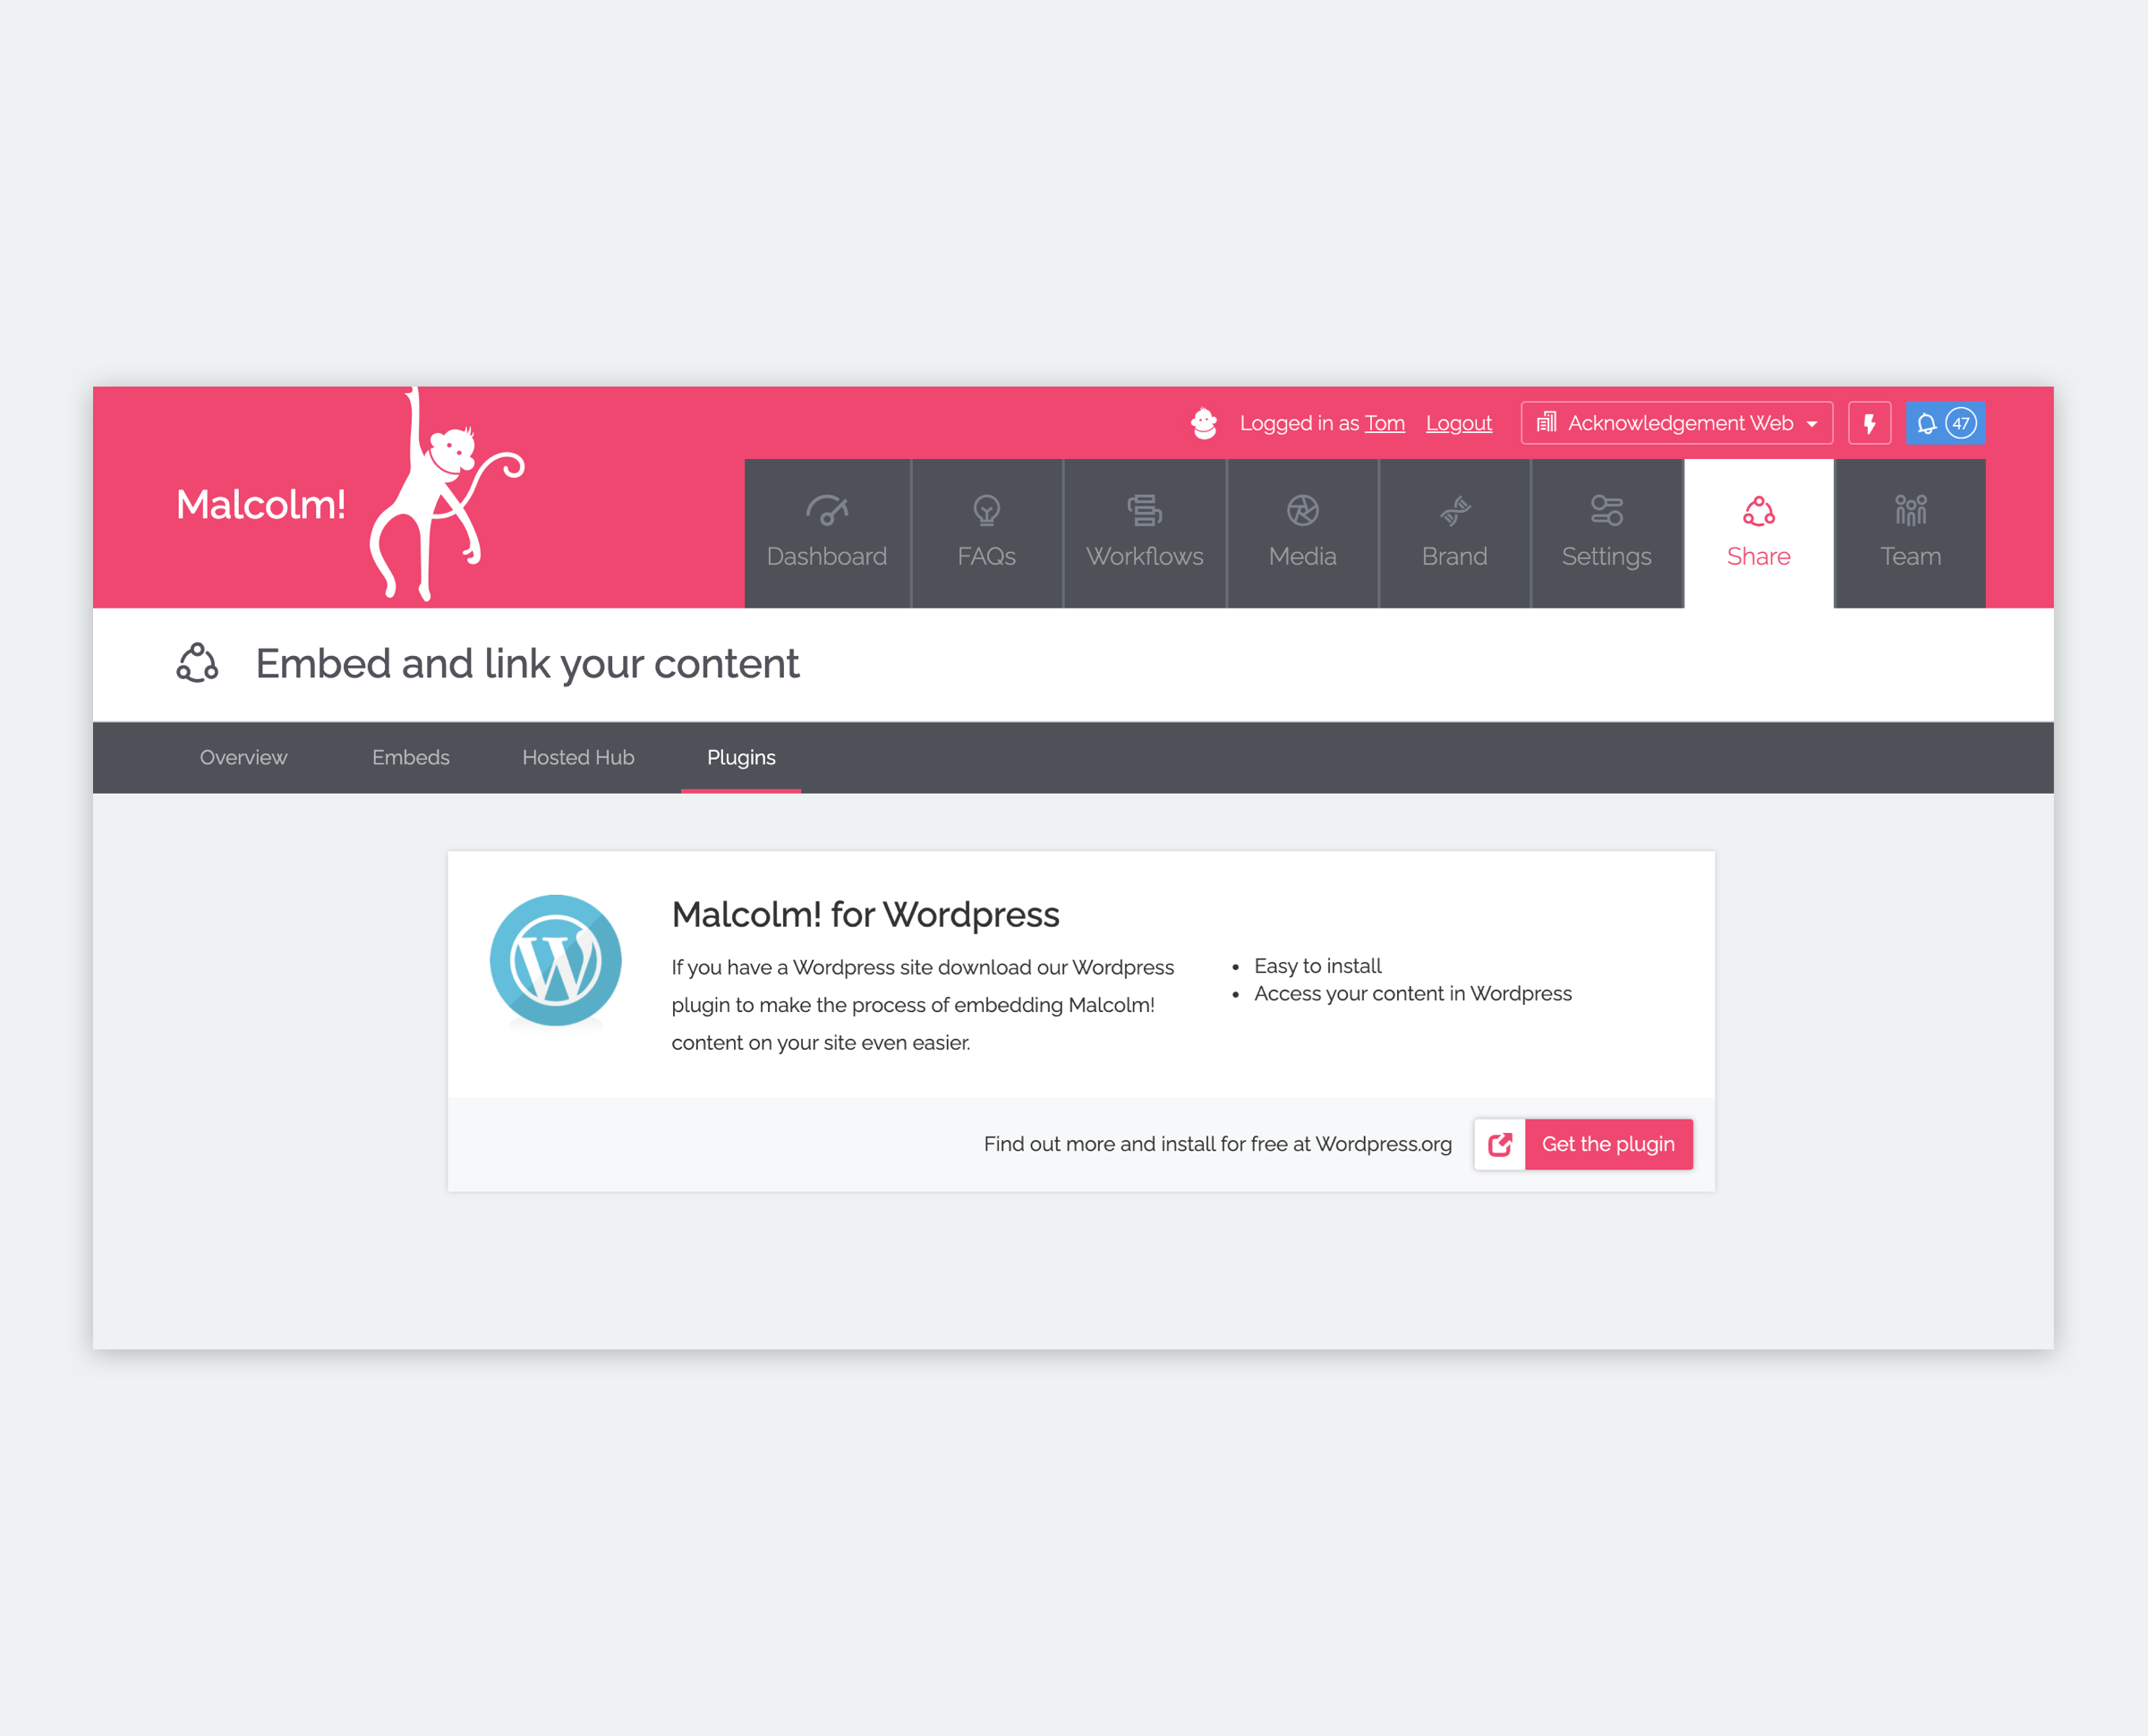 Logged in as Tom Logout Acknowledgement Web 47
Malcolm!
Dashboard FAQs Workflows Media Brand Settings Share Team
Embed and link your content
Overview Embeds Hosted Hub Plugins
Malcolm! for Wordpress
If you have a Wordpress site download our Wordpress
plugin to make the process of embedding Malcolm!
content on your site even easier.
• Easy to install
• Access your content in Wordpress
Find out more and install for free at Wordpress.org Get the plugin